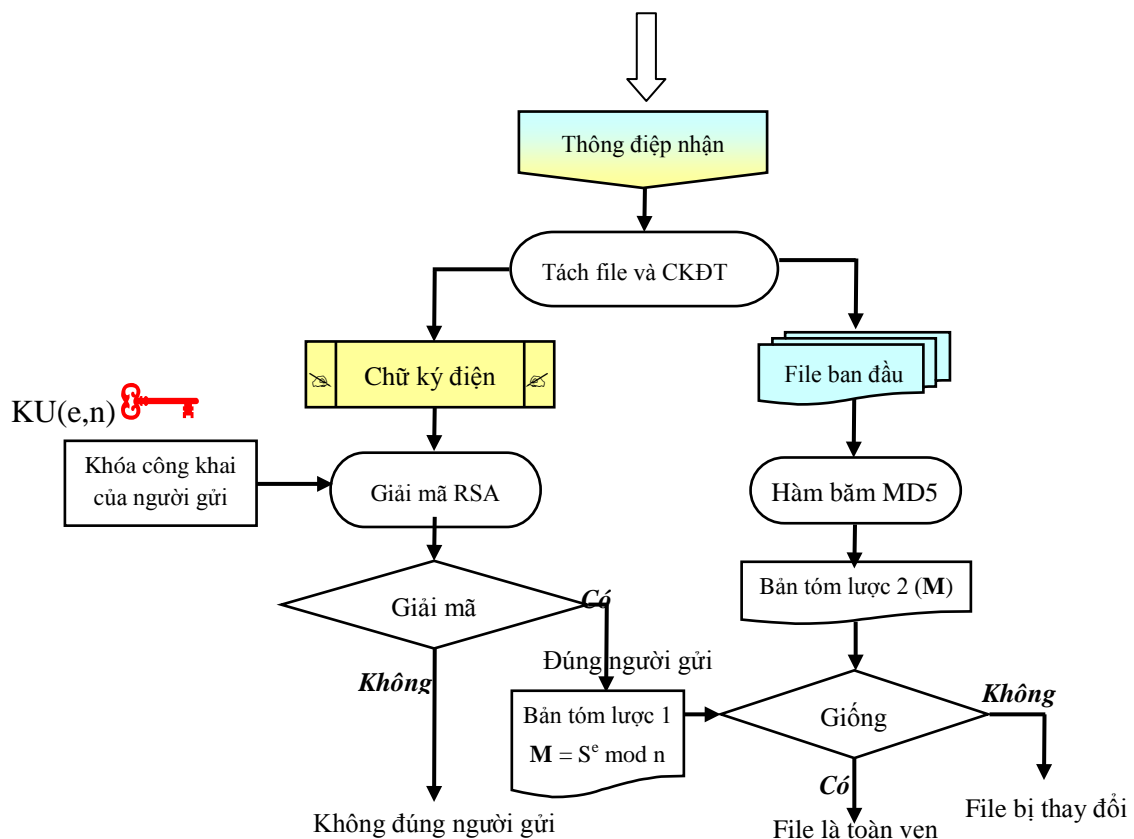 Thông điệp nhận
Tách file và CKĐT
Chữ ký điện
File ban đầu
KU(e,n)
Khóa công khai
của người gửi
Giải mã RSA
Hàm băm MD5
Bản tóm lược 2 (M)
Giải mã
Có
Đúng người gửi
Không
Bản tóm lược 1
M = Sᵉ mod n
Giống
Không
Có
Không đúng người gửi
File là toàn vẹn
File bị thay đổi